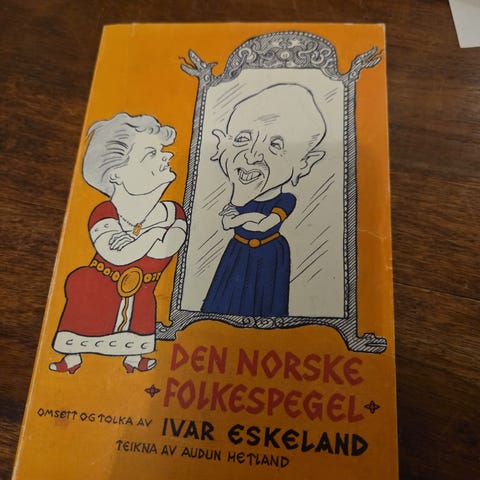 DEN NORSKE
FOLKESPEGEL
OMSETT OG TOLKA AV IVAR ESKELAND
TEIKNA AV AUDUN HETLAND